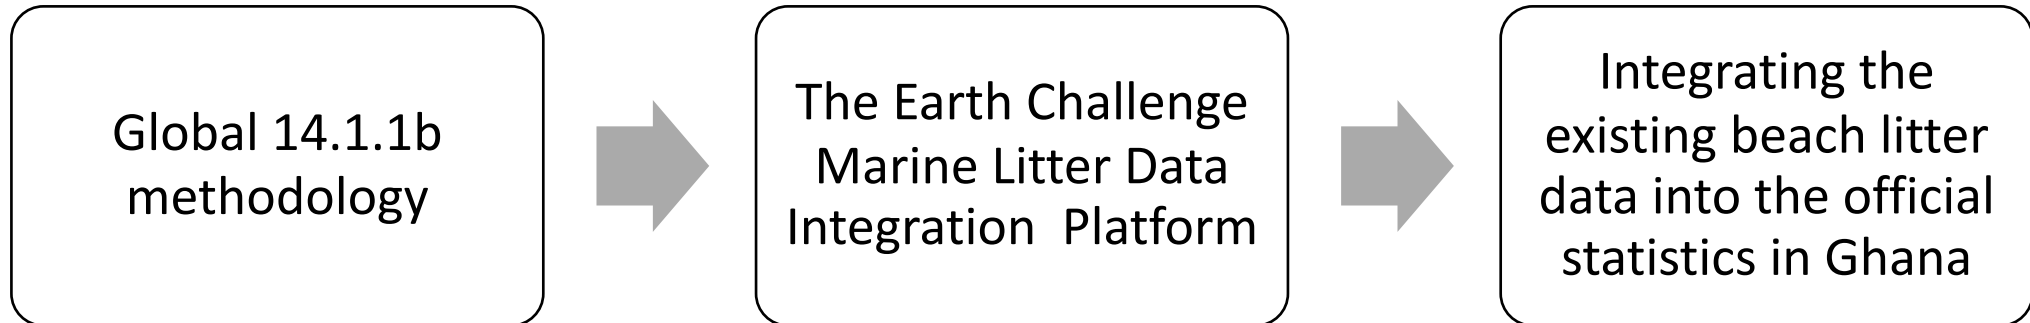 Global 14.1.1b
methodology
The Earth Challenge
Marine Litter Data
Integration  Platform
Integrating the
existing beach litter
data into the official
statistics in Ghana